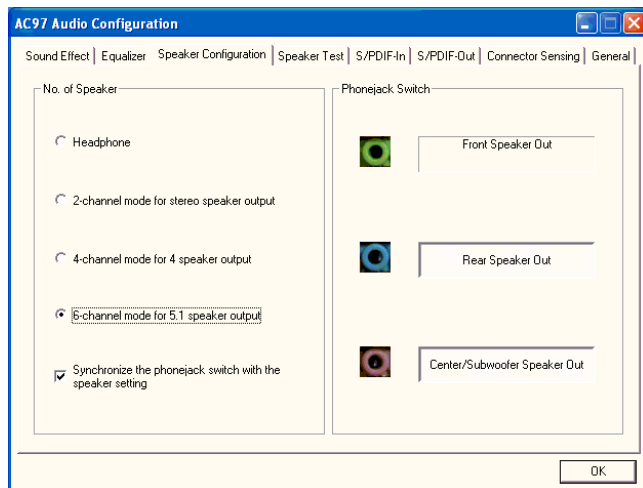 AC97 Audio Configuration
Sound Effect
Equalizer
Speaker Configuration
Speaker Test
S/PDIF-In
S/PDIF-Out
Connector Sensing
General
No. of Speaker
Headphone
2-channel mode for stereo speaker output
4-channel mode for 4 speaker output
6-channel mode for 5.1 speaker output
Synchronize the phonejack switch with the
speaker setting
Phonejack Switch
Front Speaker Out
Rear Speaker Out
Center/Subwoofer Speaker Out
OK